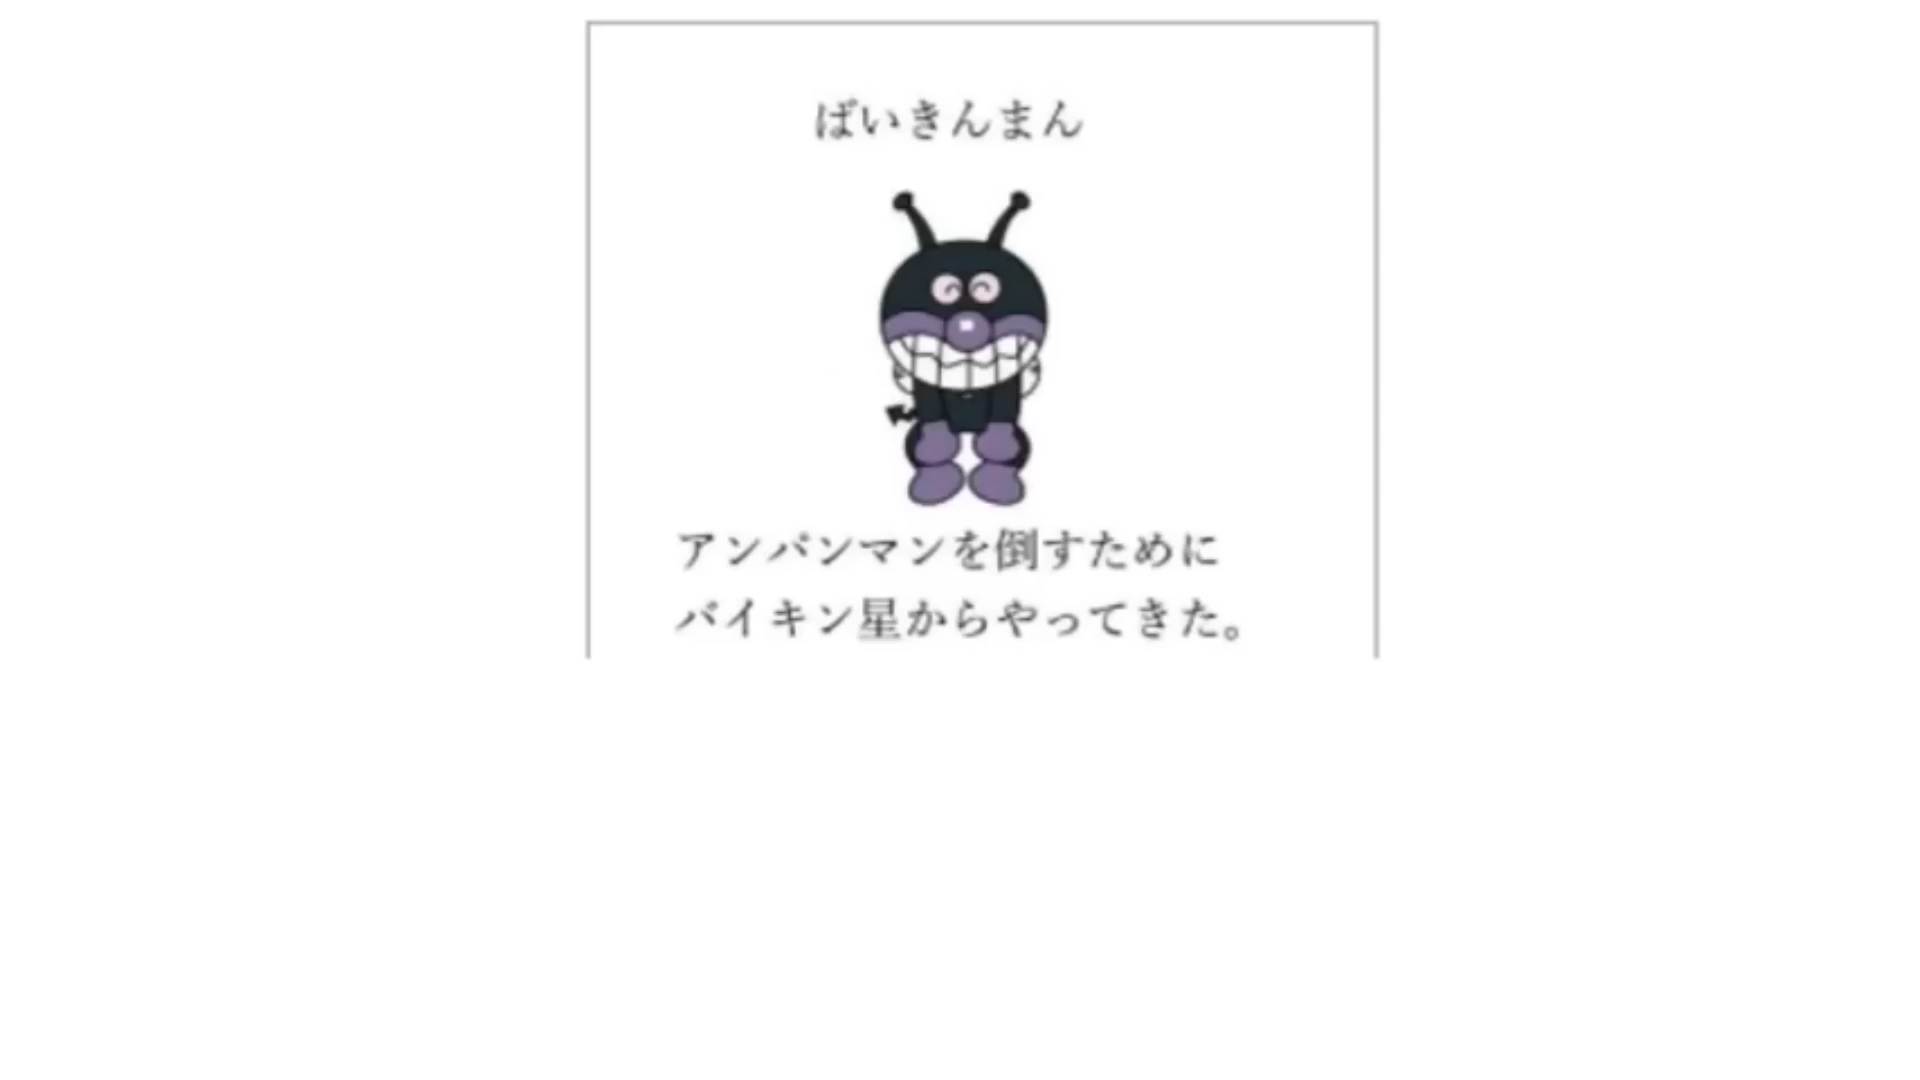 ばいきんまん
アンパンマンを倒すために
バイキン星からやってきた。